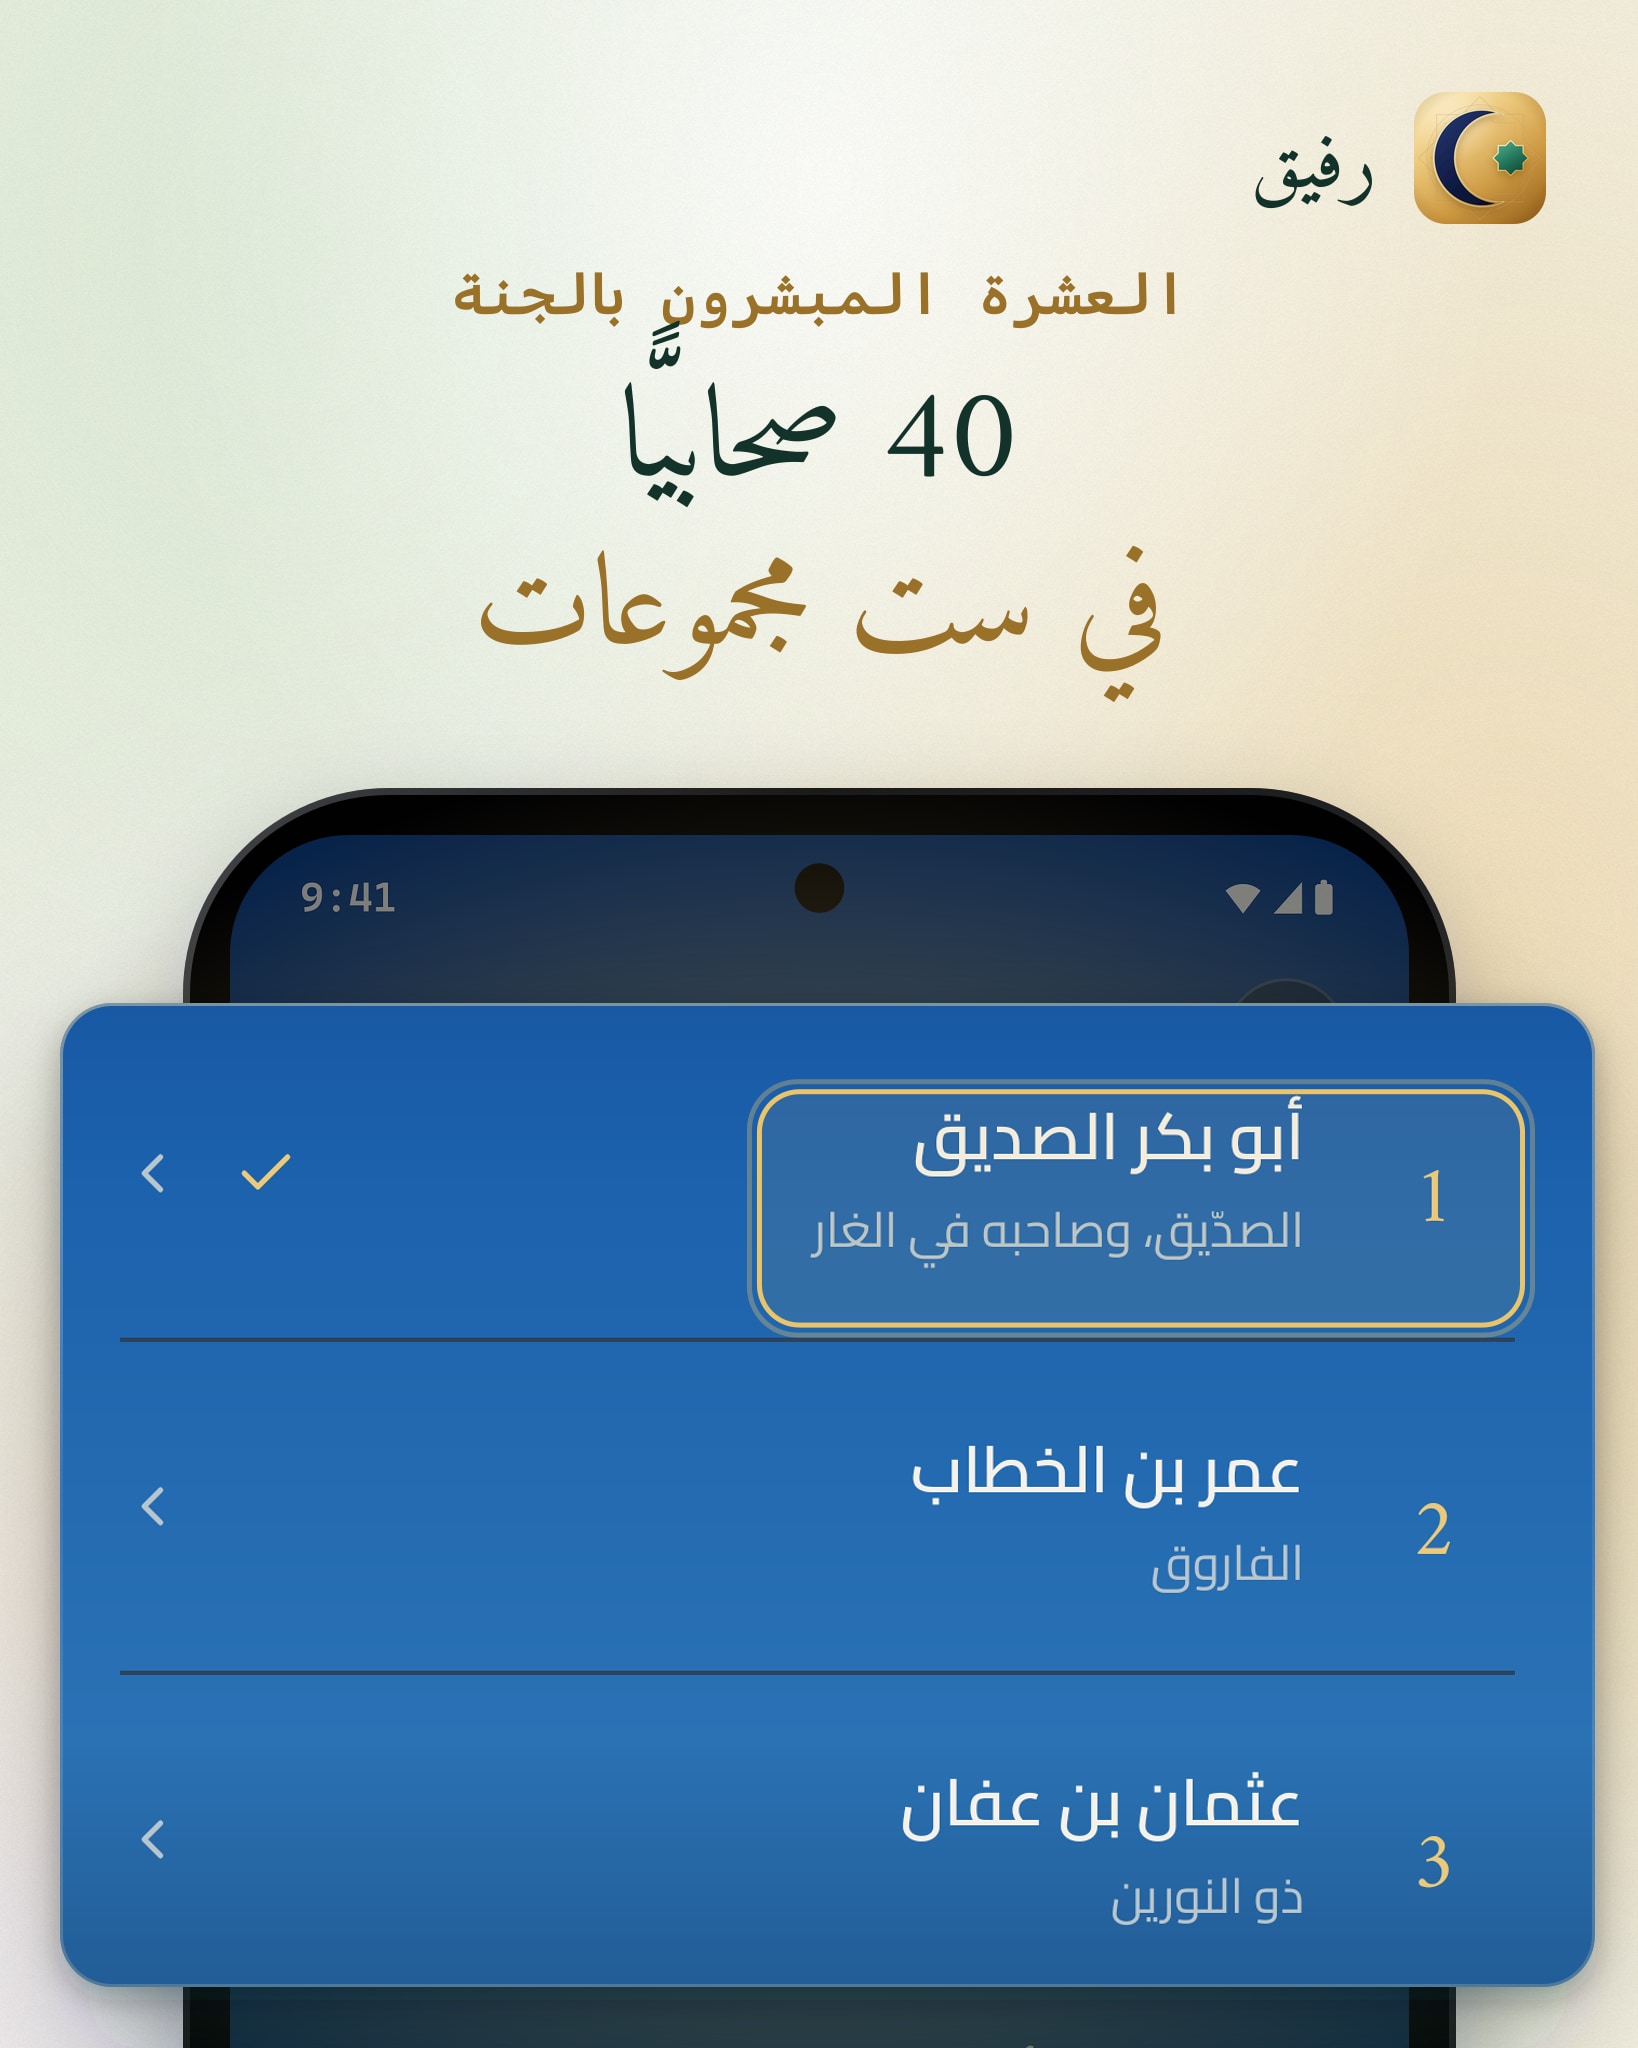 رفيق
العشرة المبشرون بالجنة
40 صحابيًّا
في ست مجموعات
9:41
1
أبو بكر الصديق
الصدّيق، وصاحبه في الغار
2
عمر بن الخطاب
الفاروق
3
عثمان بن عفان
ذو النورين